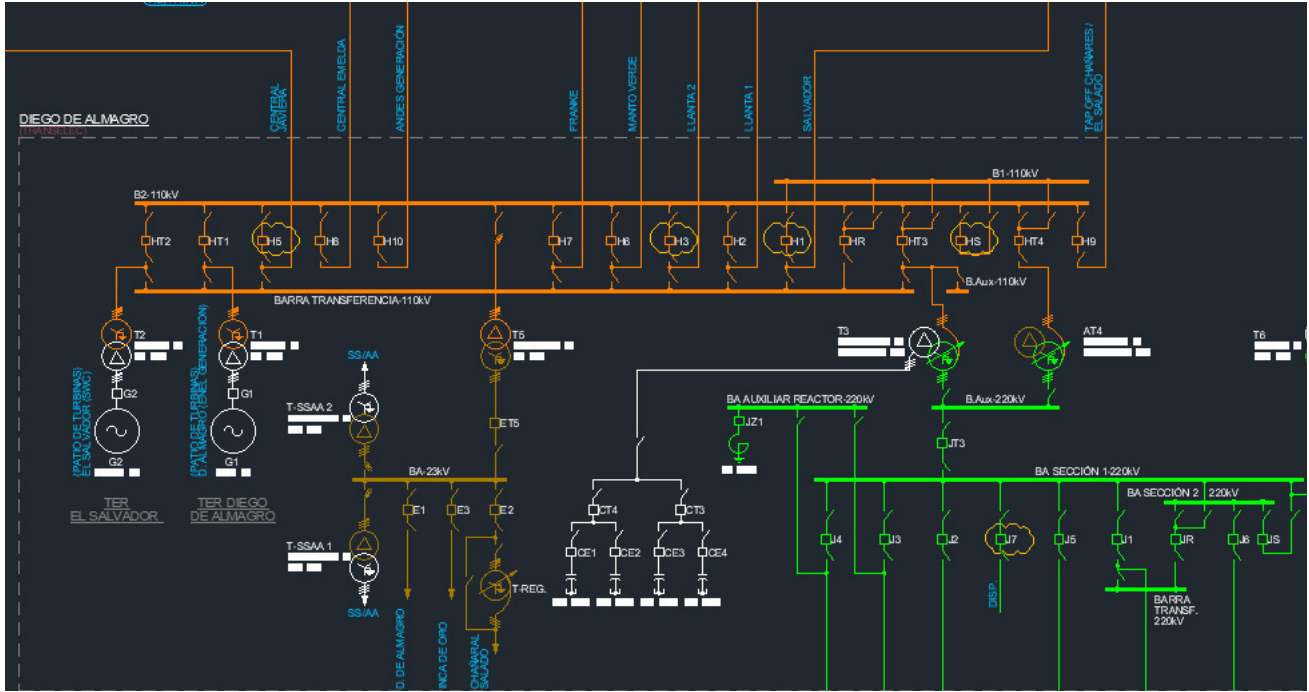 DIEGO DE ALMAGRO
(TRANSELEC)
CENTRAL
JAVIERA
CENTRAL EMELDA
ANDES GENERACIÓN
FRANKE
MANTO VERDE
LLANTA 2
LLANTA 1
SALVADOR
TAP OFF CHAÑARES /
EL SALADO
B1-110kV
B2-110kV
HT2
HT1
H5
H8
H10
H7
H6
H3
H2
H1
HR
HT3
HS
HT4
H9
BARRA TRANSFERENCIA-110kV
B.Aux-110kV
T2
T1
T5
T3
AT4
T6
(PATIO DE TURBINAS)
EL SALVADOR (SWC)
(PATIO DE TURBINAS)
D. ALMAGRO (ENEL GENERACION)
G2
G1
G2
G1
TER
EL SALVADOR
TER DIEGO
DE ALMAGRO
SS/AA
T-SSAA 2
ET5
BA-23kV
E1
E3
E2
T-SSAA 1
SS/AA
T-REG.
D. DE ALMAGRO
INCA DE ORO
CHAÑARAL
SALADO
CT4
CT3
CE1
CE2
CE3
CE4
BA AUXILIAR REACTOR-220kV
JZ1
B.Aux-220kV
JT3
BA SECCIÓN 1-220kV
BA SECCIÓN 2
220kV
J4
J3
J2
J7
J5
J1
JR
J6
JS
DISP.
BARRA
TRANSF.
220kV